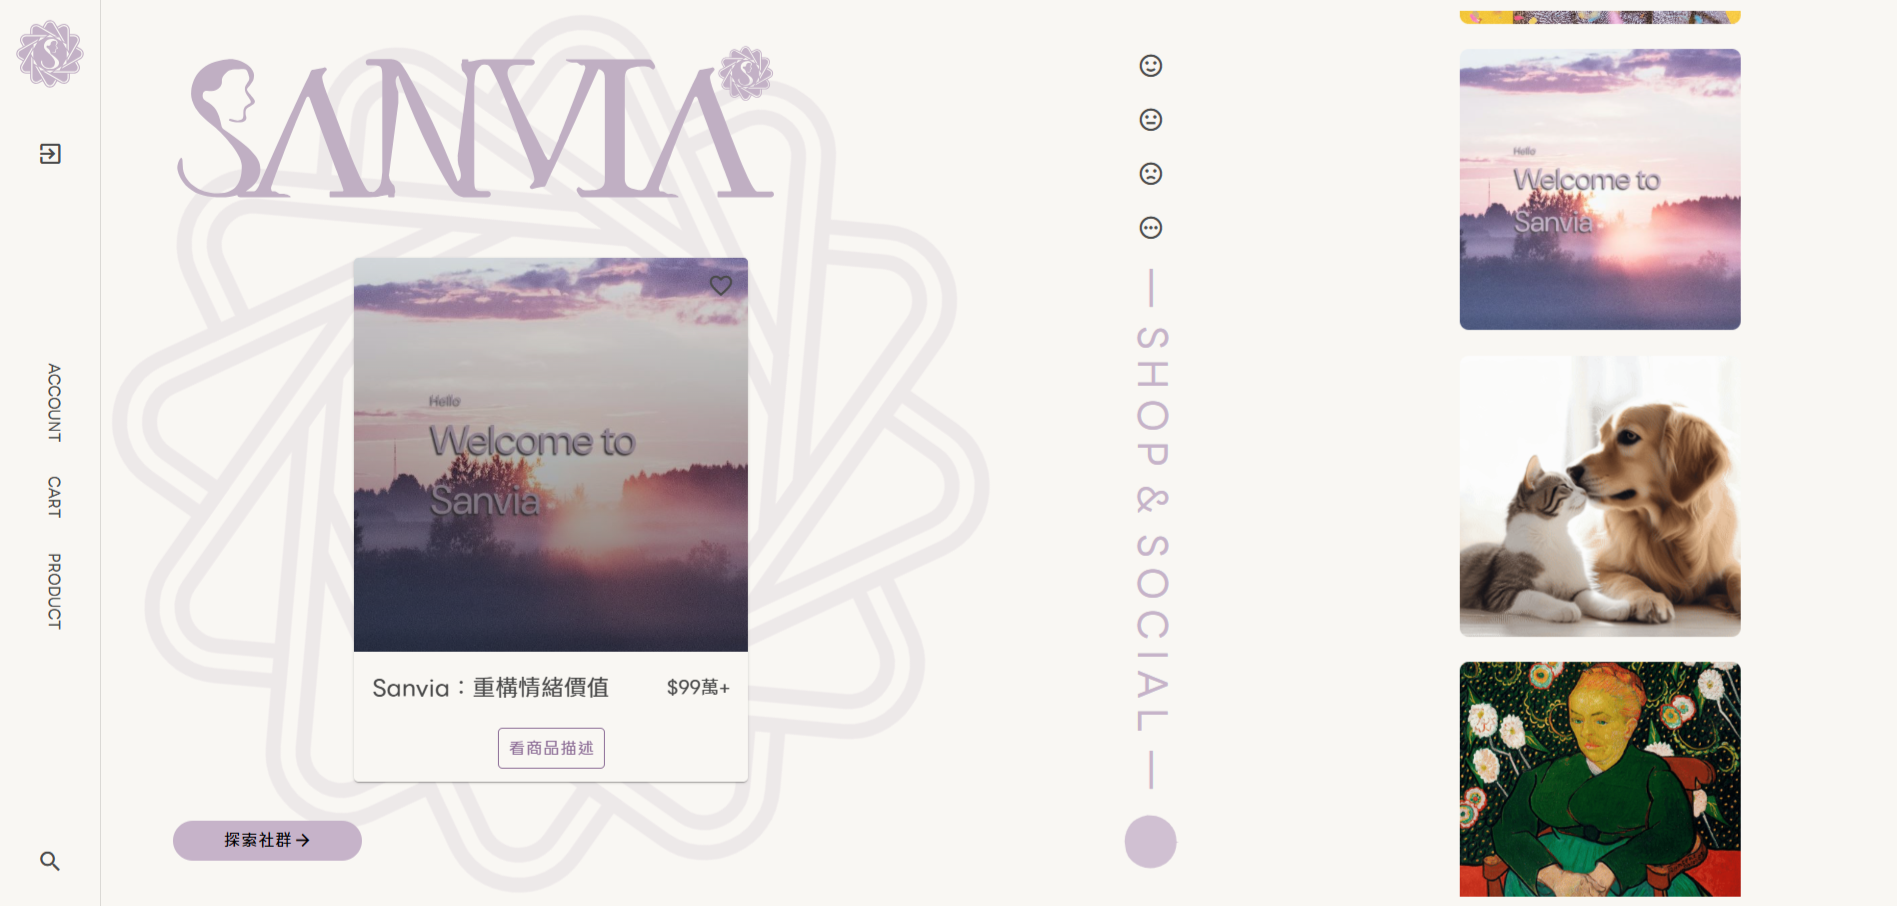 SANVIA
ACCOUNT
CART
PRODUCT
Hello
Welcome to
Sanvia
Sanvia：重構情緒價值
$99萬+
看商品描述
探索社群→
— SHOP & SOCIAL —
Hello
Welcome to
Sanvia